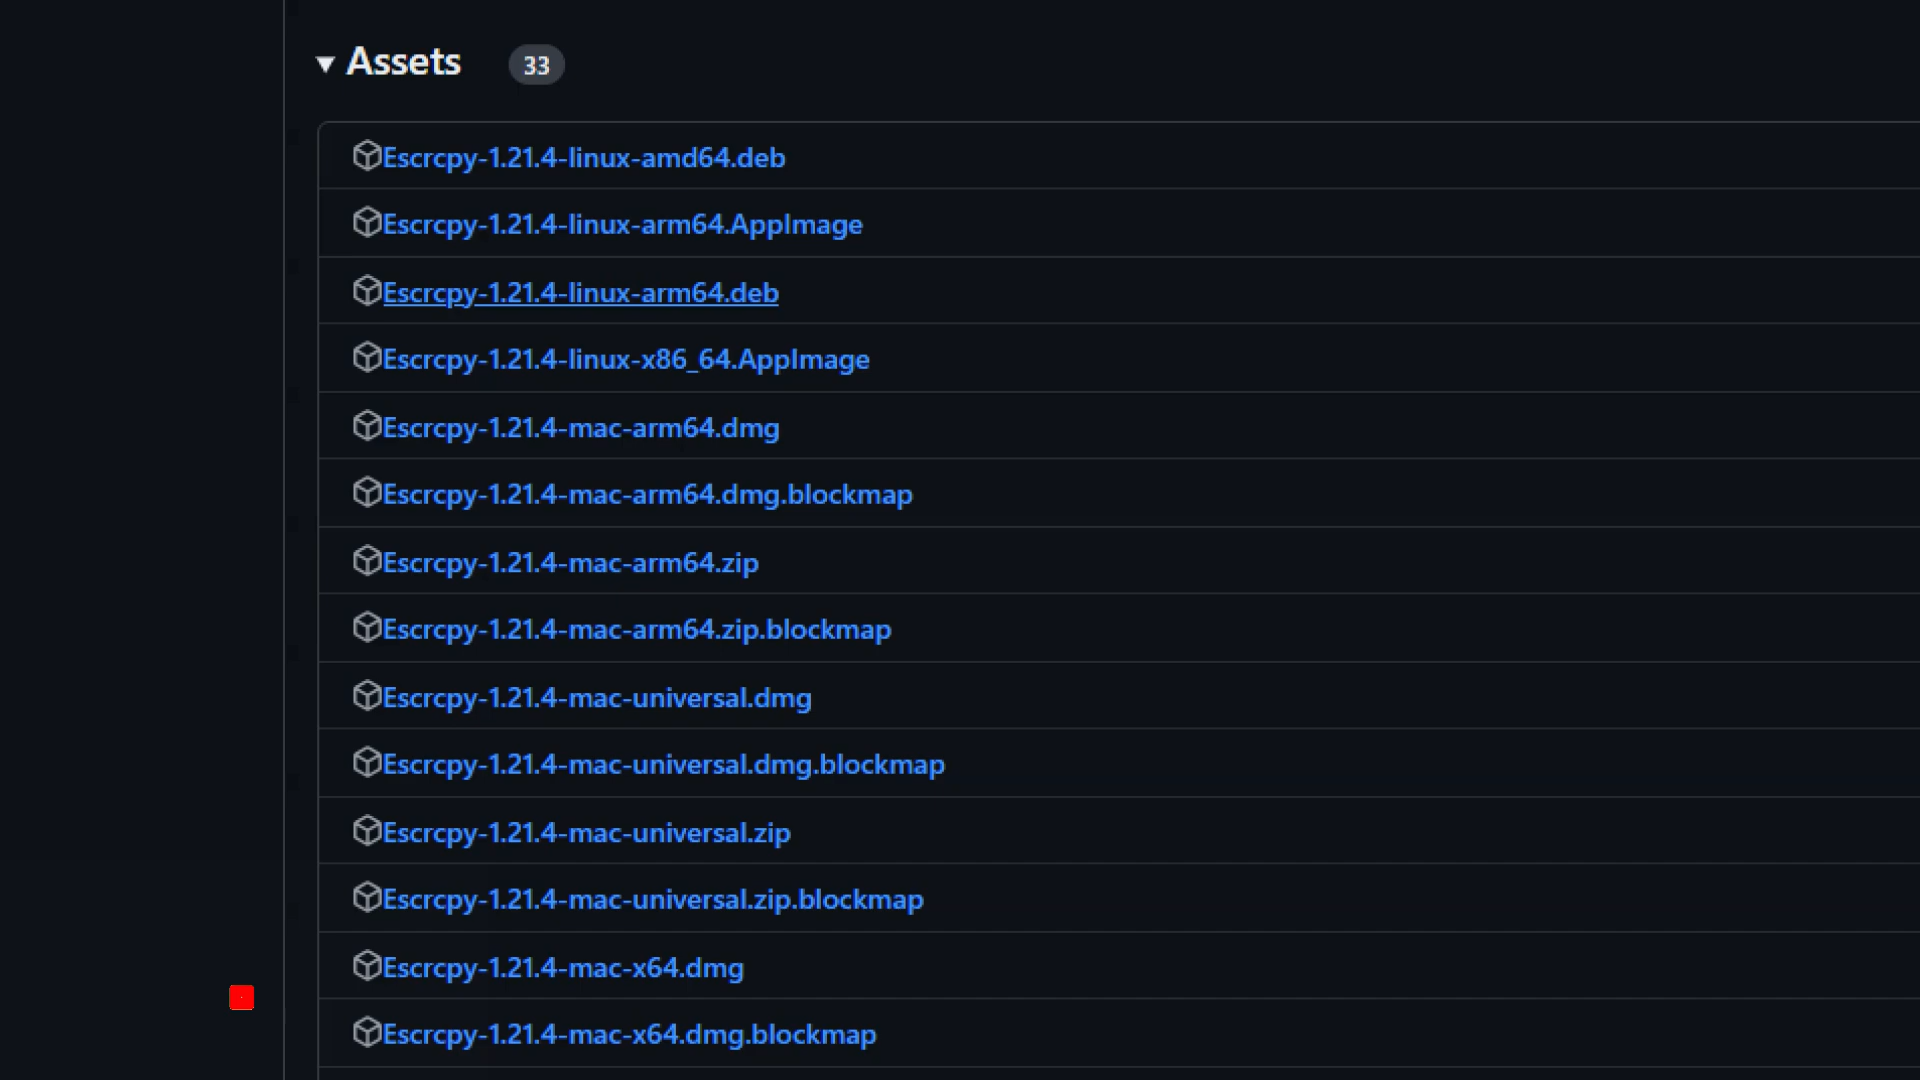 Assets 33
Escrcpy-1.21.4-linux-amd64.deb
Escrcpy-1.21.4-linux-arm64.AppImage
Escrcpy-1.21.4-linux-arm64.deb
Escrcpy-1.21.4-linux-x86_64.AppImage
Escrcpy-1.21.4-mac-arm64.dmg
Escrcpy-1.21.4-mac-arm64.dmg.blockmap
Escrcpy-1.21.4-mac-arm64.zip
Escrcpy-1.21.4-mac-arm64.zip.blockmap
Escrcpy-1.21.4-mac-universal.dmg
Escrcpy-1.21.4-mac-universal.dmg.blockmap
Escrcpy-1.21.4-mac-universal.zip
Escrcpy-1.21.4-mac-universal.zip.blockmap
Escrcpy-1.21.4-mac-x64.dmg
Escrcpy-1.21.4-mac-x64.dmg.blockmap